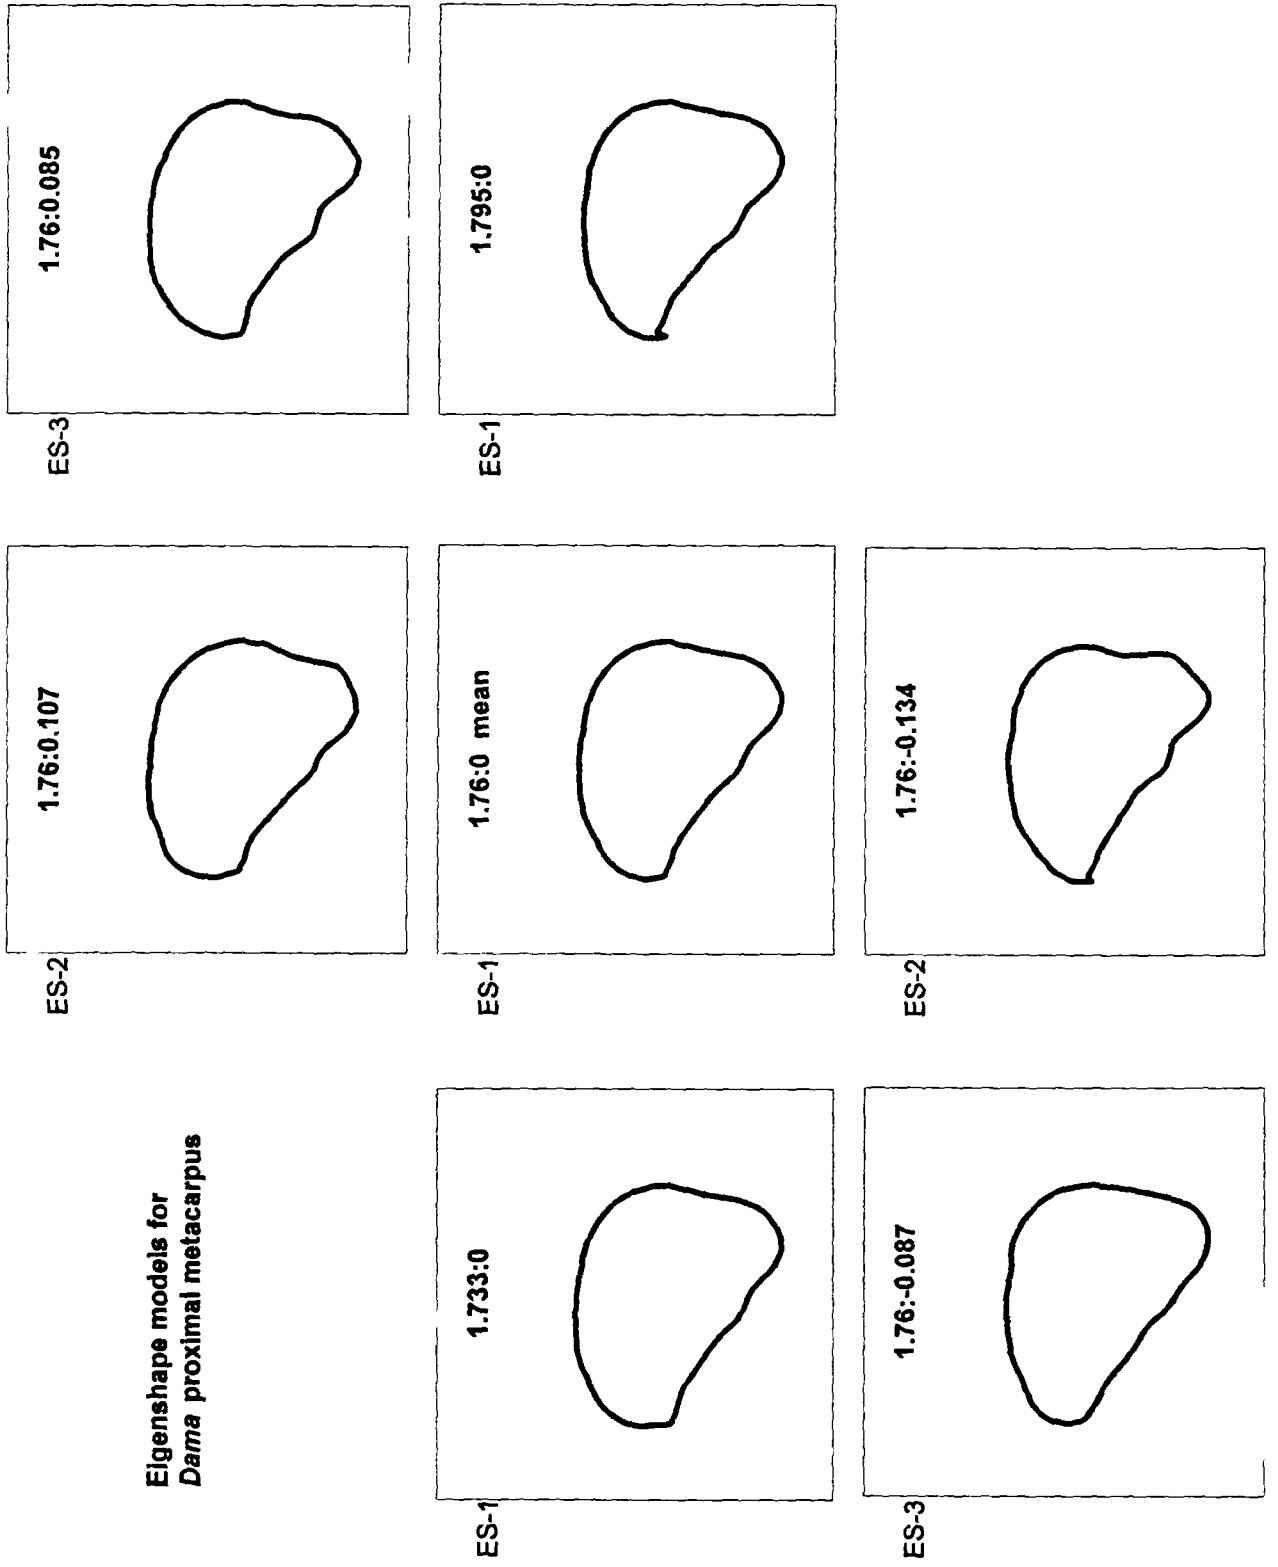 Eigenshape models for
Dama proximal metacarpus
ES-2
1.76:0.107
ES-3
1.76:0.085
ES-1
1.733:0
ES-1
1.76:0 mean
ES-1
1.795:0
ES-3
1.76:-0.087
ES-2
1.76:-0.134